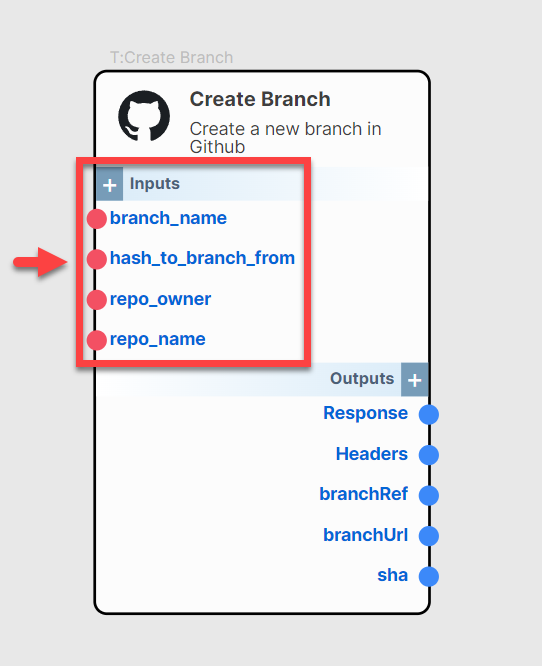 T:Create Branch
Create Branch
Create a new branch in
Github
+ Inputs
branch_name
hash_to_branch_from
repo_owner
repo_name
Outputs +
Response
Headers
branchRef
branchUrl
sha